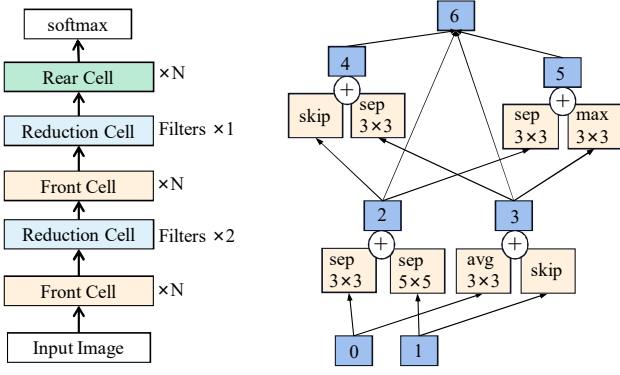 softmax
Rear Cell ×N
Reduction Cell Filters ×1
Front Cell ×N
Reduction Cell Filters ×2
Front Cell ×N
Input Image
6
4
5
+
+
skip
sep
3×3
sep
3×3
max
3×3
2
3
+
+
sep
3×3
sep
5×5
avg
3×3
skip
0
1